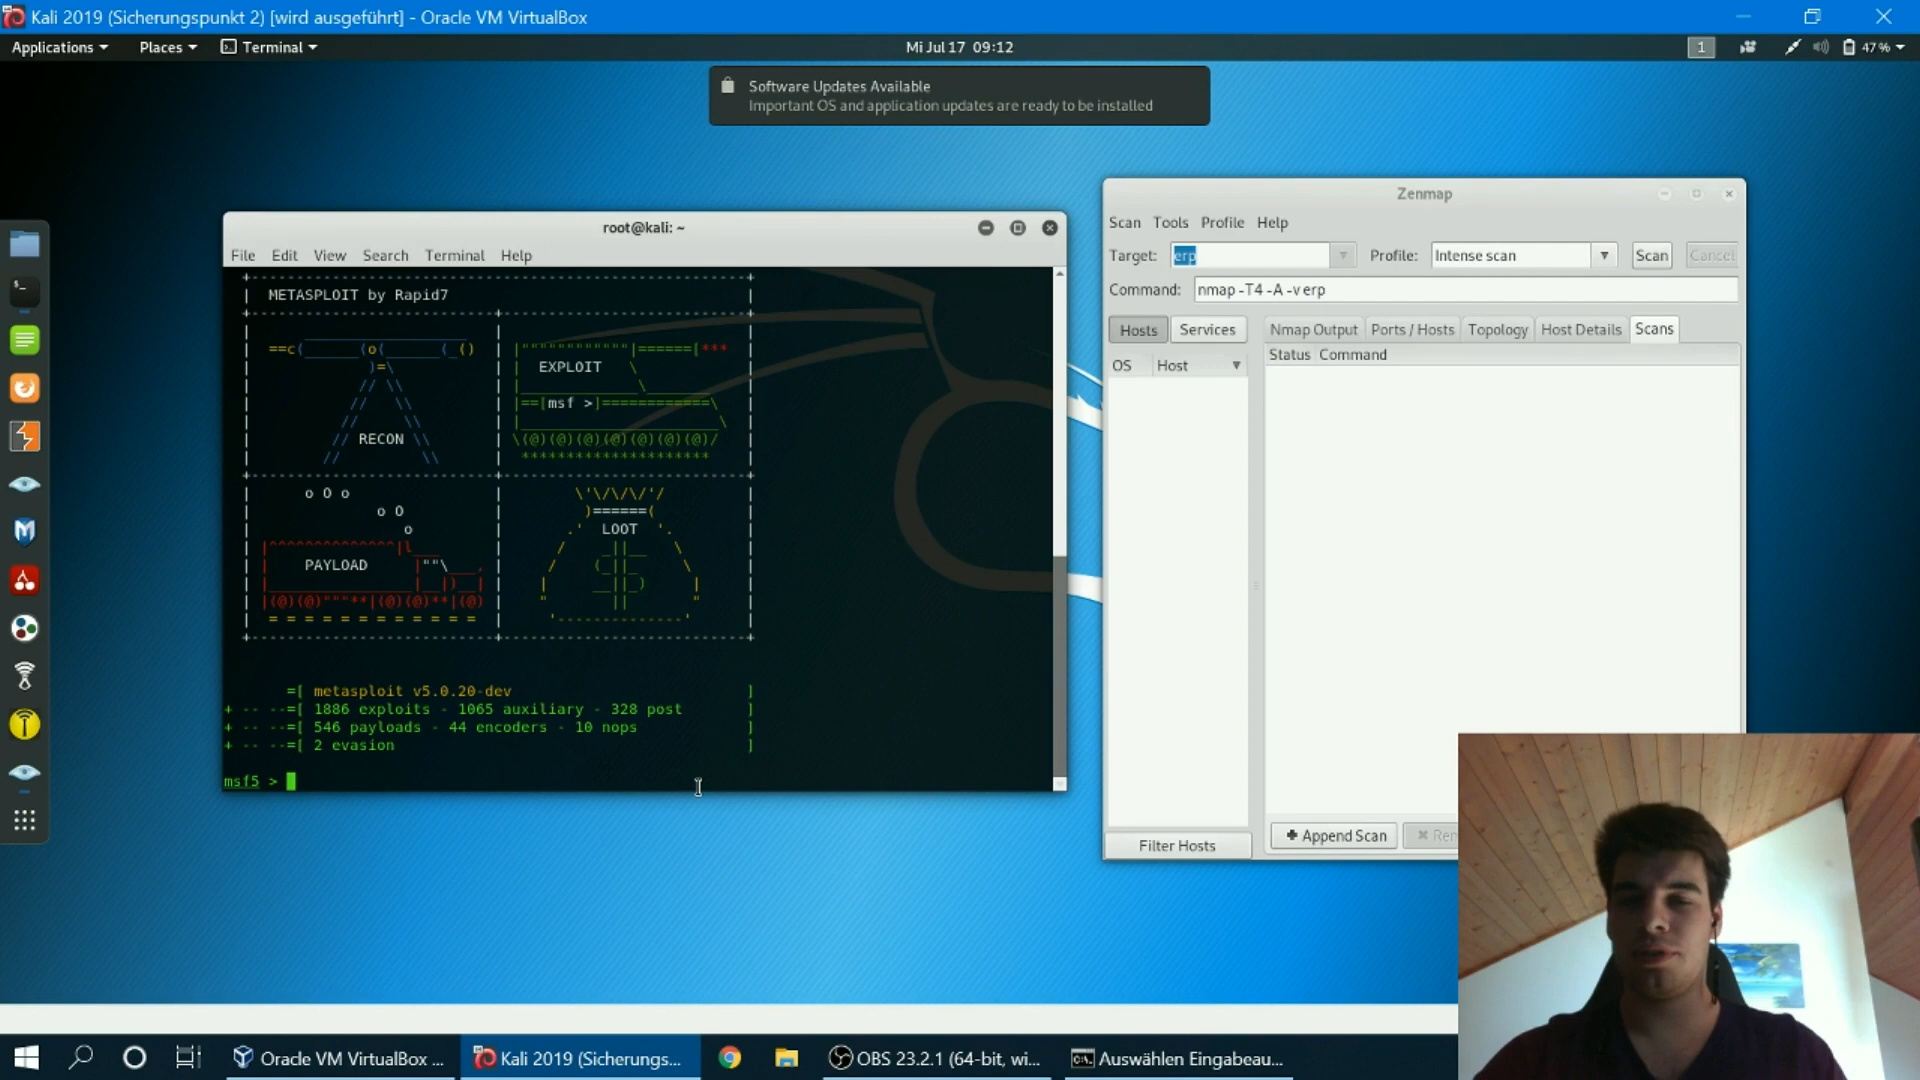 Kali 2019 (Sicherungspunkt 2) [wird ausgeführt] - Oracle VM VirtualBox
Applications Places Terminal Mi Jul 17 09:12 1 47 %
Software Updates Available
Important OS and application updates are ready to be installed
root@kali: ~
File Edit View Search Terminal Help
METASPLOIT by Rapid7
EXPLOIT
==[msf >]============\
RECON
o O o
o O
o
LOOT
PAYLOAD
=[ metasploit v5.0.20-dev ]
+ -- --=[ 1886 exploits - 1065 auxiliary - 328 post ]
+ -- --=[ 546 payloads - 44 encoders - 10 nops ]
+ -- --=[ 2 evasion ]
msf5 >
Zenmap
Scan Tools Profile Help
Target: erp Profile: Intense scan Scan Cancel
Command: nmap -T4 -A -v erp
Hosts Services Nmap Output Ports / Hosts Topology Host Details Scans
OS Host Status Command
Append Scan
Filter Hosts
Oracle VM VirtualBox ... Kali 2019 (Sicherungs... OBS 23.2.1 (64-bit, wi... Auswählen Eingabeau...